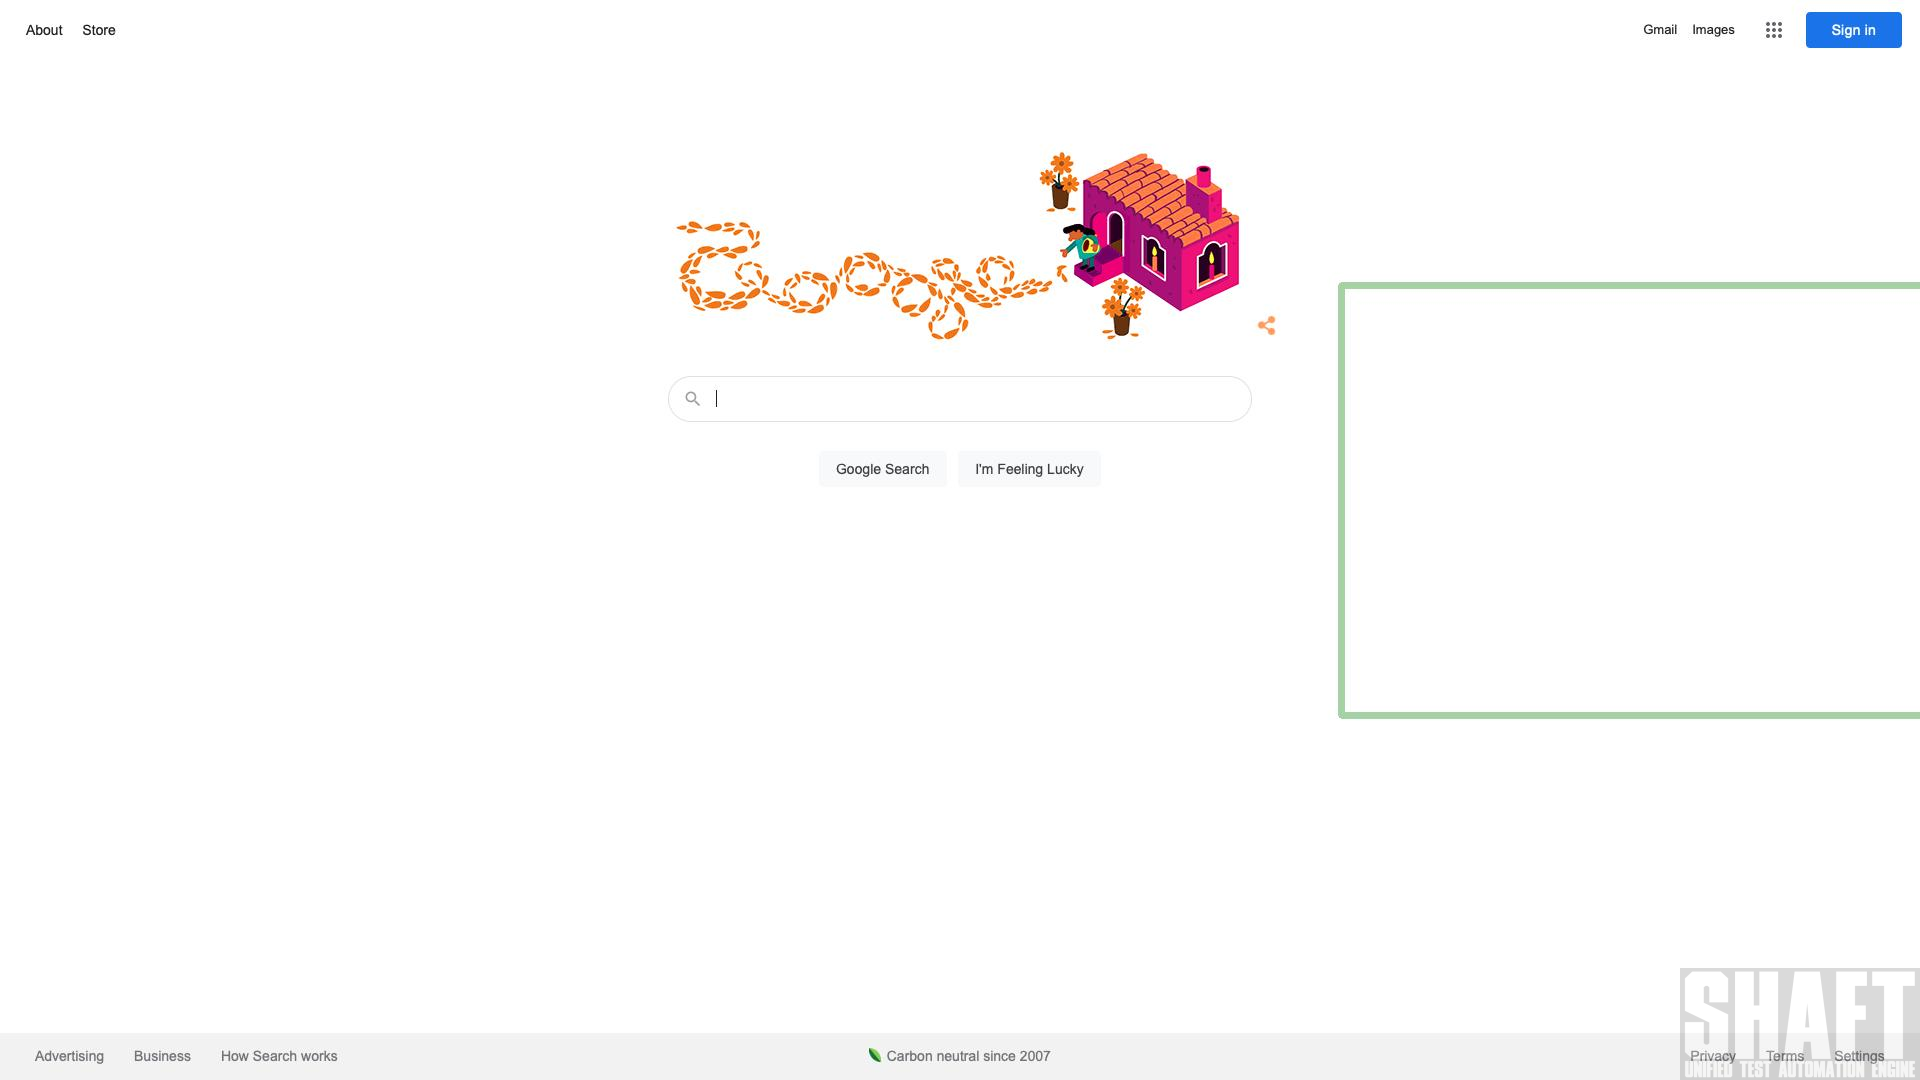 About Store
Gmail Images Sign in
Google
Google Search I'm Feeling Lucky
Advertising Business How Search works
Carbon neutral since 2007
Privacy Terms Settings
SHAFT
UNIFIED TEST AUTOMATION ENGINE